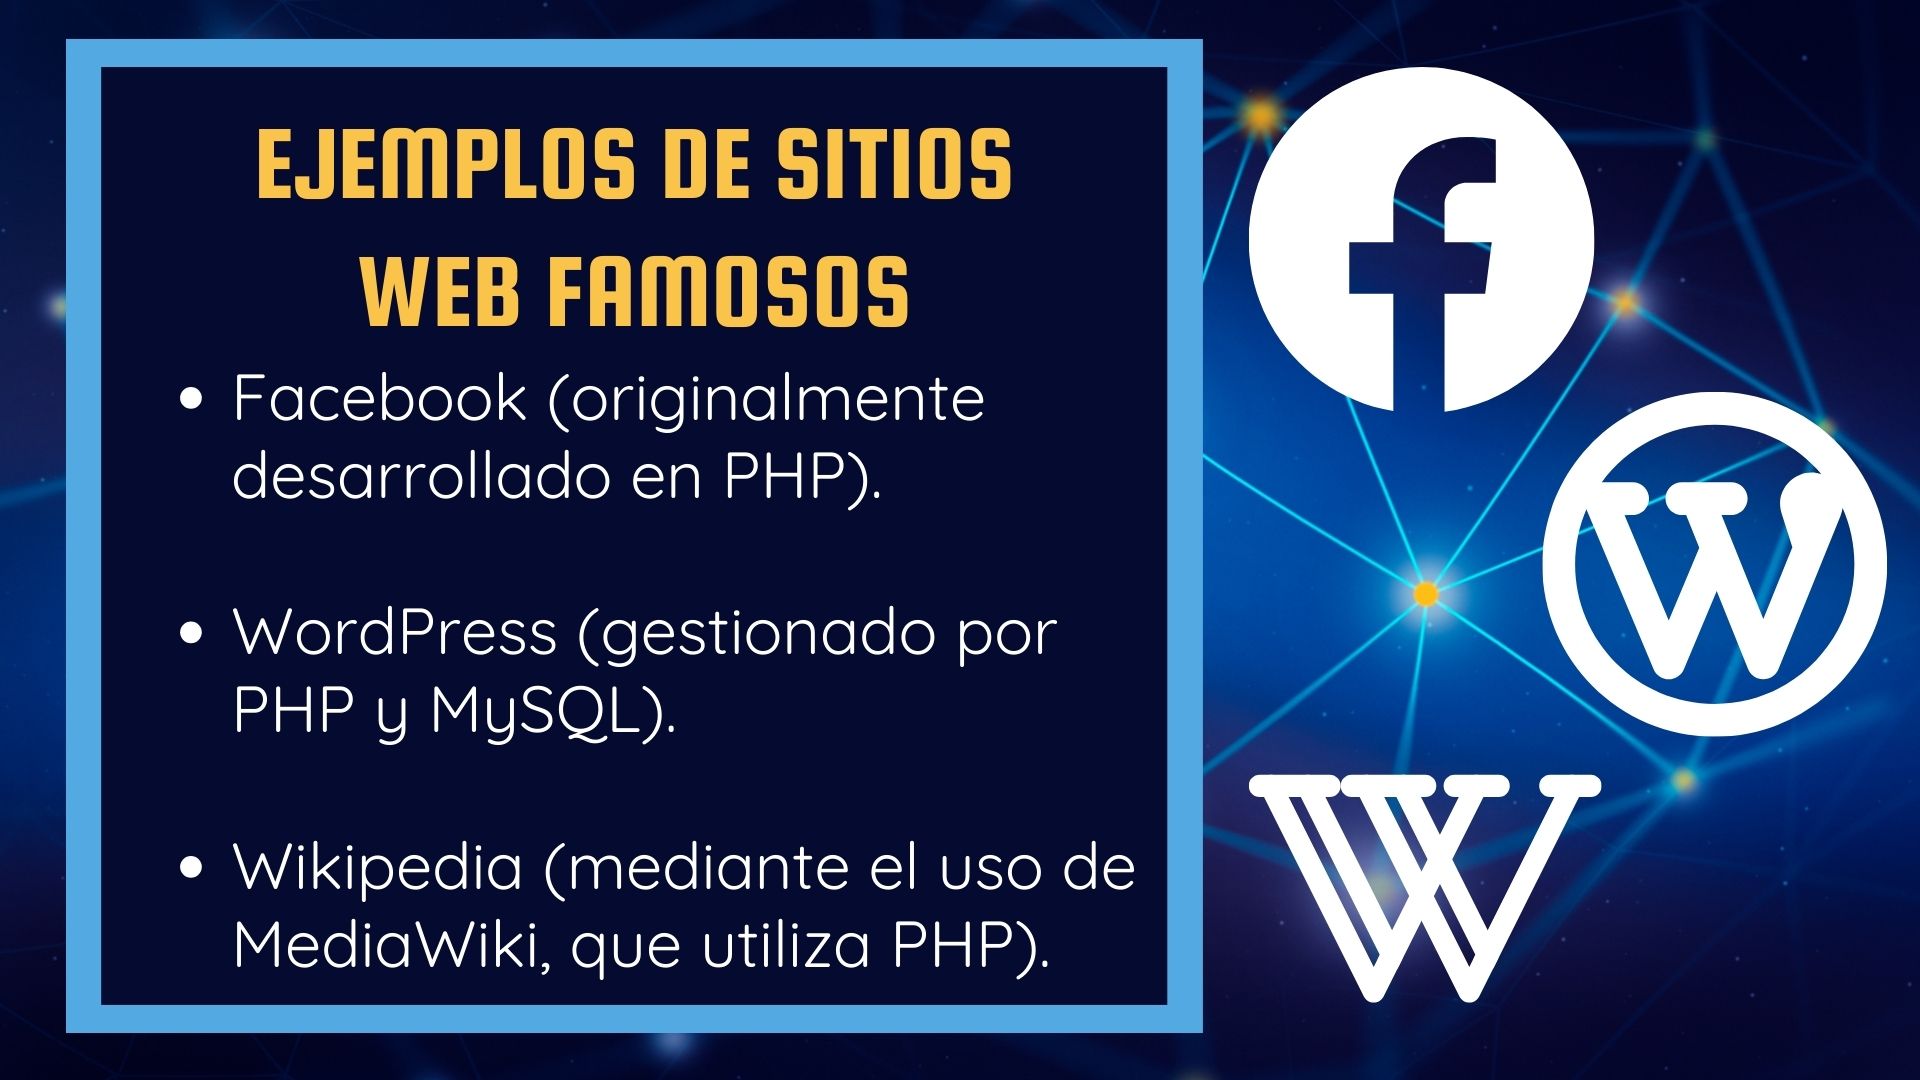 EJEMPLOS DE SITIOS
WEB FAMOSOS
• Facebook (originalmente
desarrollado en PHP).
• WordPress (gestionado por
PHP y MySQL).
• Wikipedia (mediante el uso de
MediaWiki, que utiliza PHP).